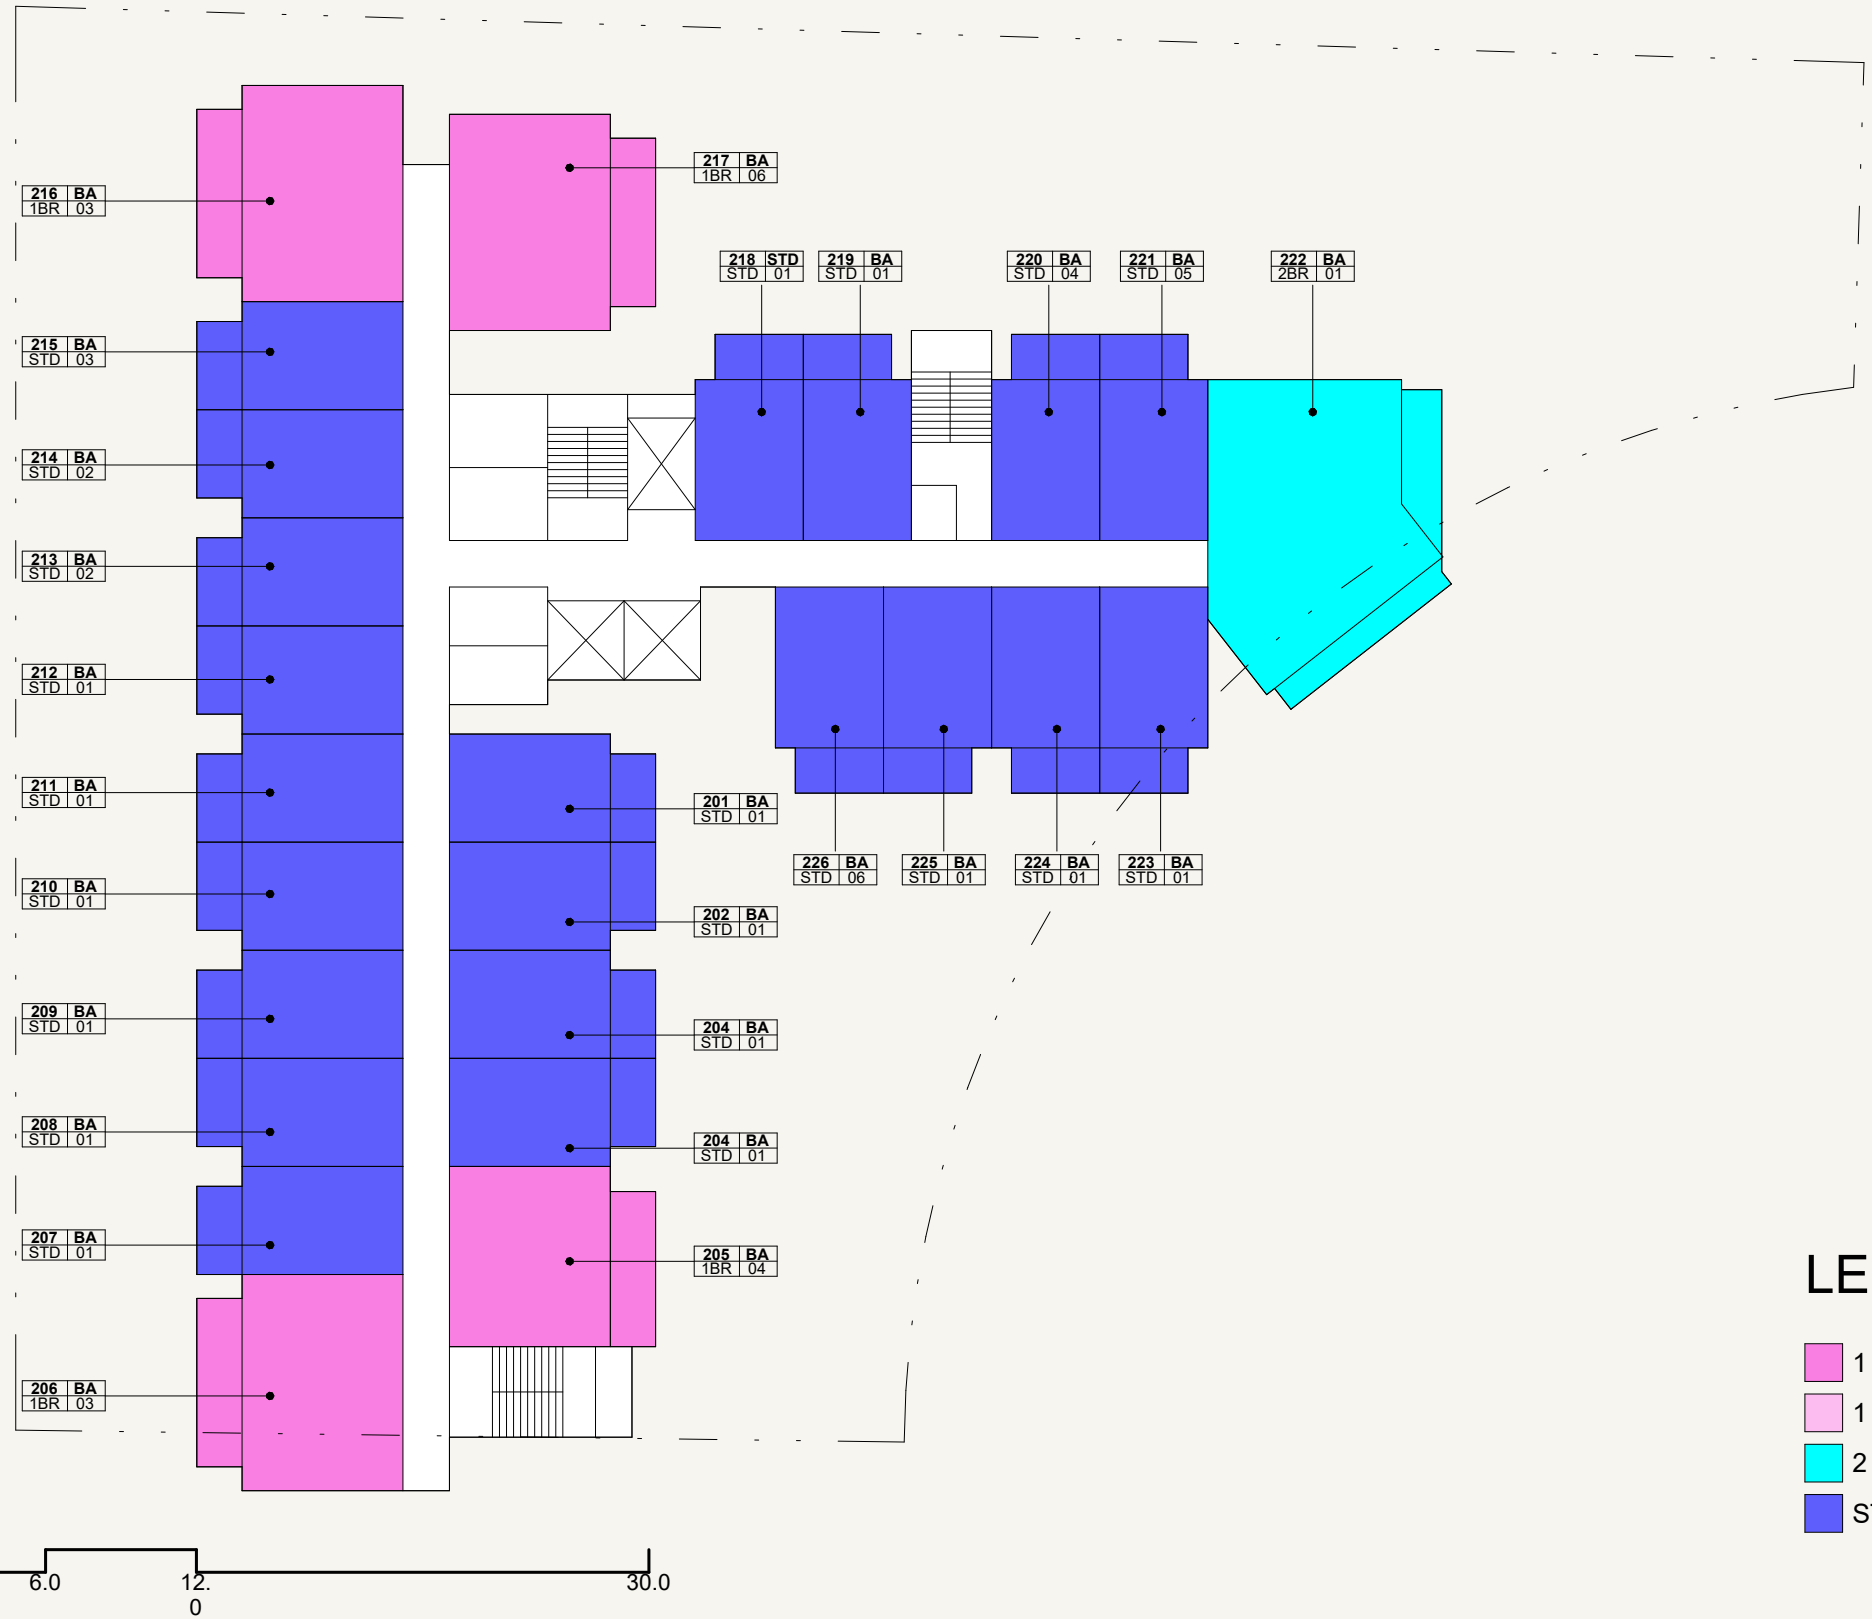 217 BA
1BR 06
216 BA
1BR 03
218 STD
STD 01
219 BA
STD 01
220 BA
STD 04
221 BA
STD 05
222 BA
2BR 01
215 BA
STD 03
214 BA
STD 02
213 BA
STD 02
212 BA
STD 01
211 BA
STD 01
201 BA
STD 01
226 BA
STD 06
225 BA
STD 01
224 BA
STD 01
223 BA
STD 01
210 BA
STD 01
202 BA
STD 01
209 BA
STD 01
204 BA
STD 01
208 BA
STD 01
204 BA
STD 01
207 BA
STD 01
205 BA
1BR 04
206 BA
1BR 03
LE
1
1
2
ST
6.0
12.
0
30.0